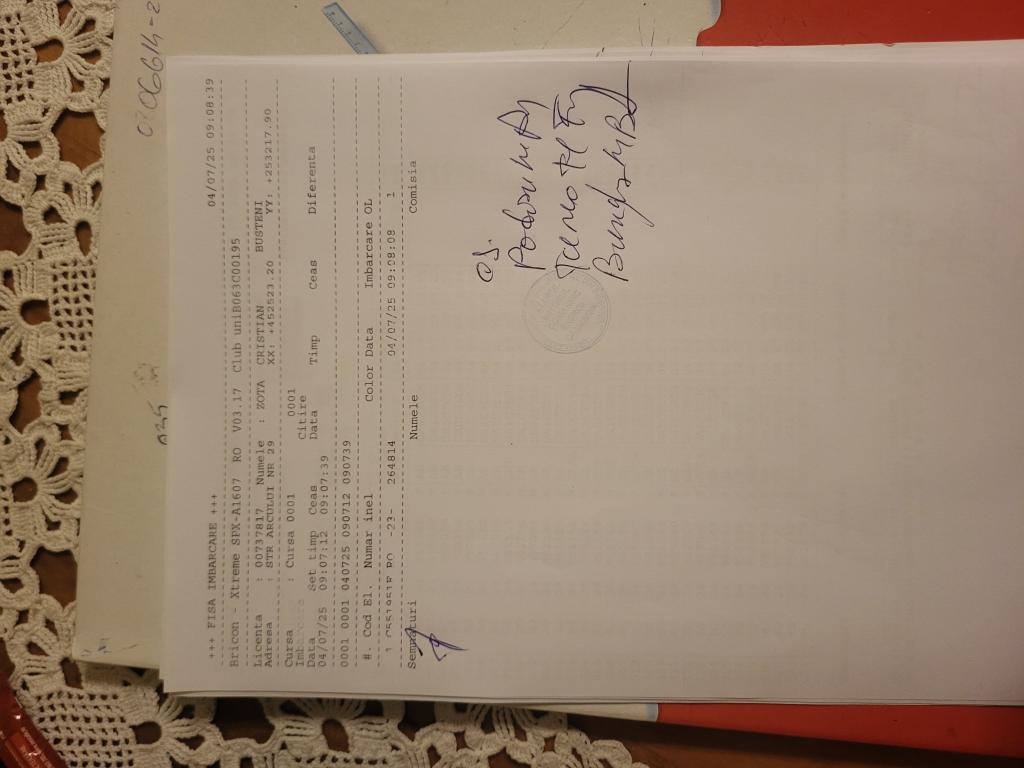 +++ FISA IMBARCARE +++ 04/07/25 09:08:39
Bricon - Xtreme SPX-A1607 RO V03.17 Club uniB063C00195
Licenta : 00737817 Numele : ZOTA CRISTIAN BUSTENI
Adresa : STR ARCULUI NR 29 XX: +452523.20 YY: +253217.90
Cursa : Cursa 0001 0001
Imbarcare Citire
Data Set timp Ceas Data Timp Ceas Diferenta
04/07/25 09:07:12 09:07:39
0001 0001 040725 090712 090739
#. Cod El. Numar inel Color Data Imbarcare OL
1 RO -23- 264814 04/07/25 09:08:08 1
Semnaturi Numele Comisia